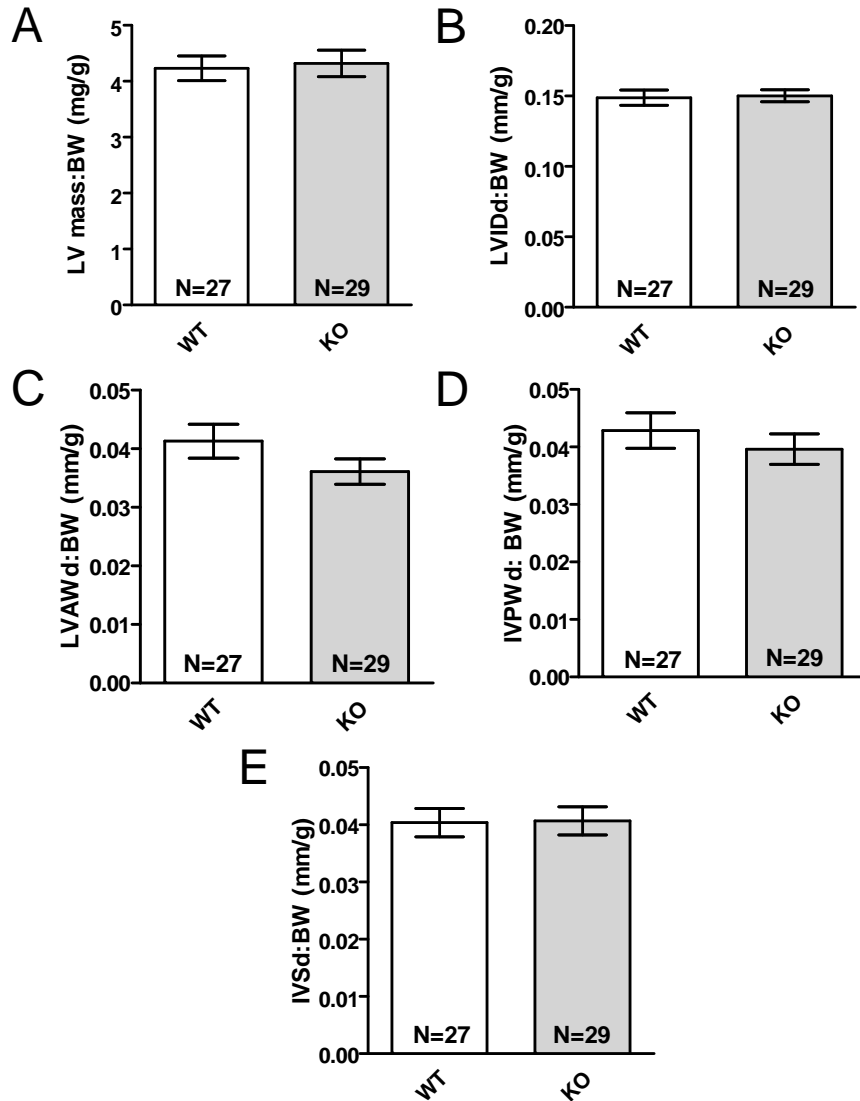 A
LV mass:BW (mg/g)
5
4
3
2
1
0
N=27
N=29
WT
KO
B
LVIDd:BW (mm/g)
0.20
0.15
0.10
0.05
0.00
N=27
N=29
WT
KO
C
LVAWd:BW (mm/g)
0.05
0.04
0.03
0.02
0.01
0.00
N=27
N=29
WT
KO
D
IVPWd: BW (mm/g)
0.05
0.04
0.03
0.02
0.01
0.00
N=27
N=29
WT
KO
E
IVSd:BW (mm/g)
0.05
0.04
0.03
0.02
0.01
0.00
N=27
N=29
WT
KO